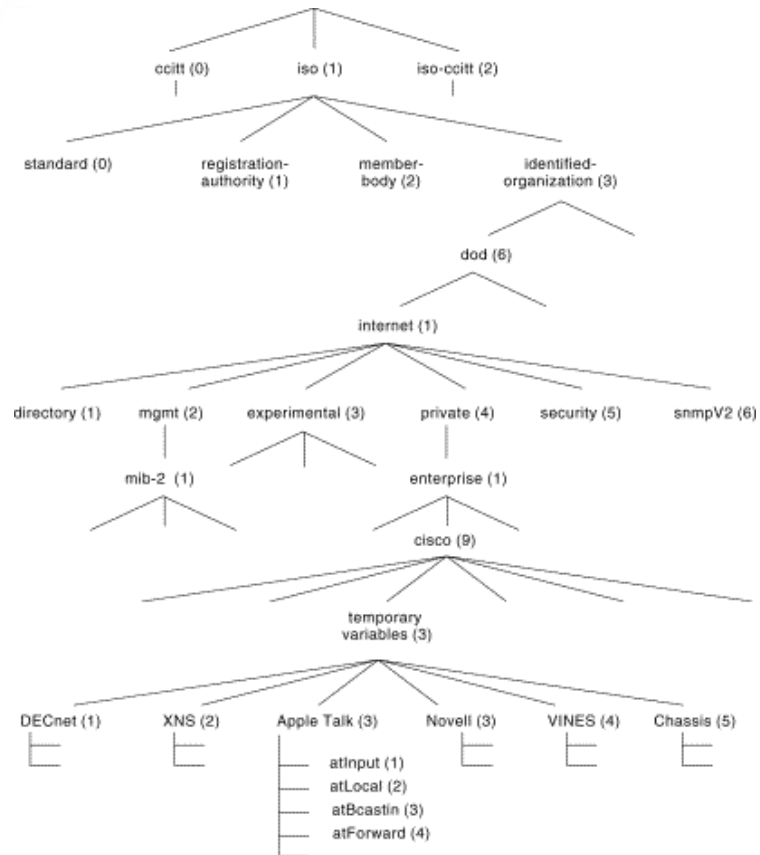 ccitt (0) iso (1) iso-ccitt (2)
standard (0) registration- member- identified-
authority (1) body (2) organization (3)
dod (6)
internet (1)
directory (1) mgmt (2) experimental (3) private (4) security (5) snmpV2 (6)
mib-2 (1) enterprise (1)
cisco (9)
temporary
variables (3)
DECnet (1) XNS (2) Apple Talk (3) Novell (3) VINES (4) Chassis (5)
atInput (1)
atLocal (2)
atBcastin (3)
atForward (4)